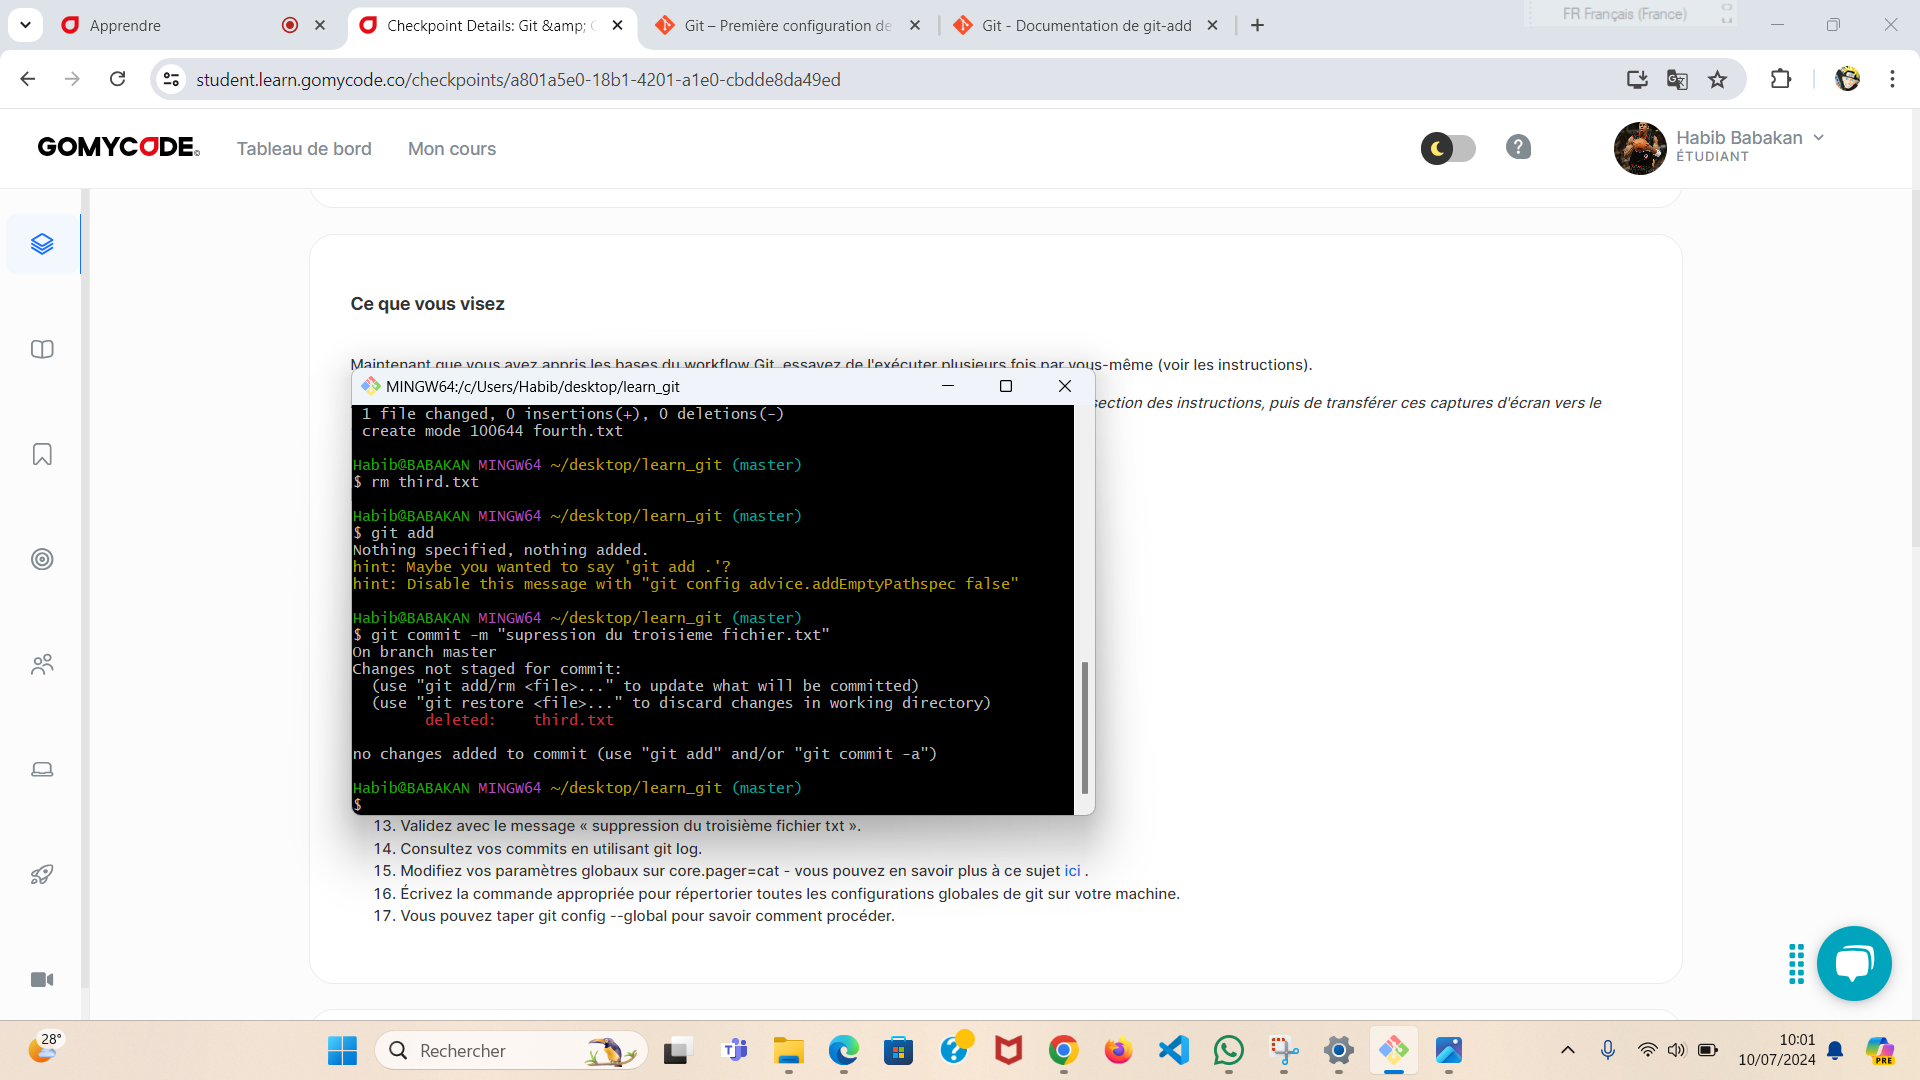 Apprendre
Checkpoint Details: Git &amp;
Git – Première configuration de
Git - Documentation de git-add
FR Français (France)
student.learn.gomycode.co/checkpoints/a801a5e0-18b1-4201-a1e0-cbdde8da49ed
GOMYCODE
Tableau de bord
Mon cours
?
Habib Babakan
ÉTUDIANT
Ce que vous visez
Maintenant que vous avez appris les bases du workflow Git, essayez de l'exécuter plusieurs fois par vous-même (voir les instructions).
section des instructions, puis de transférer ces captures d'écran vers le
MINGW64:/c/Users/Habib/desktop/learn_git
1 file changed, 0 insertions(+), 0 deletions(-)
create mode 100644 fourth.txt
Habib@BABAKAN MINGW64 ~/desktop/learn_git (master)
$ rm third.txt
Habib@BABAKAN MINGW64 ~/desktop/learn_git (master)
$ git add
Nothing specified, nothing added.
hint: Maybe you wanted to say 'git add .'?
hint: Disable this message with "git config advice.addEmptyPathspec false"
Habib@BABAKAN MINGW64 ~/desktop/learn_git (master)
$ git commit -m "supression du troisieme fichier.txt"
On branch master
Changes not staged for commit:
(use "git add/rm <file>..." to update what will be committed)
(use "git restore <file>..." to discard changes in working directory)
deleted: third.txt
no changes added to commit (use "git add" and/or "git commit -a")
Habib@BABAKAN MINGW64 ~/desktop/learn_git (master)
$
13. Validez avec le message « suppression du troisième fichier txt ».
14. Consultez vos commits en utilisant git log.
15. Modifiez vos paramètres globaux sur core.pager=cat - vous pouvez en savoir plus à ce sujet ici .
16. Écrivez la commande appropriée pour répertorier toutes les configurations globales de git sur votre machine.
17. Vous pouvez taper git config --global pour savoir comment procéder.
28°
Rechercher
10:01
10/07/2024
PRE